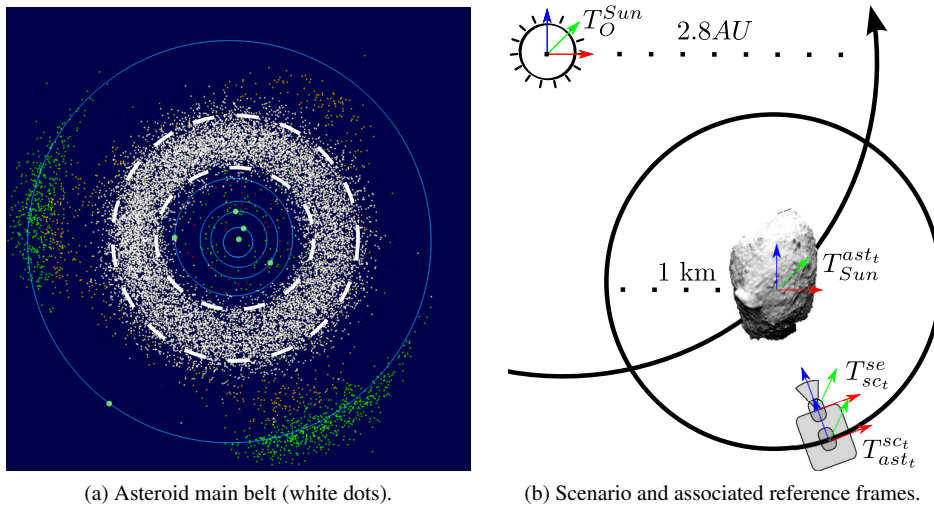 T_O^{Sun}
2.8AU
1 km
T_{Sun}^{ast_t}
T_{sc_t}^{se}
T_{ast_t}^{sc_t}
(a) Asteroid main belt (white dots).
(b) Scenario and associated reference frames.